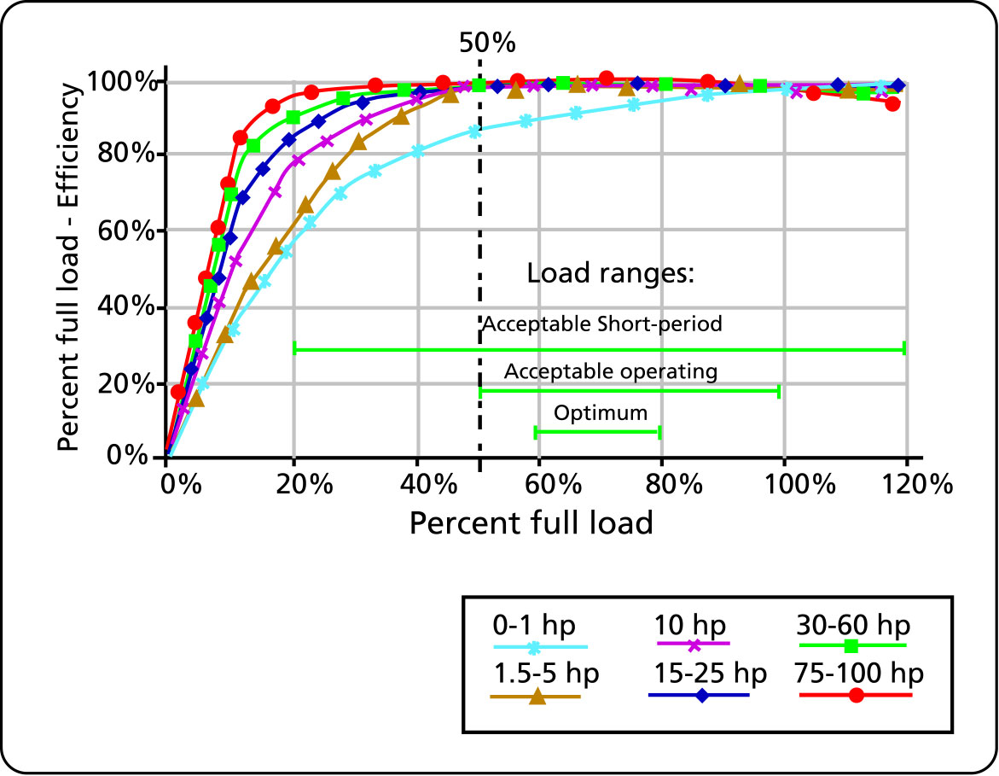 50%
Percent full load - Efficiency
100%
80%
60%
40%
20%
0%
Load ranges:
Acceptable Short-period
Acceptable operating
Optimum
0% 20% 40% 60% 80% 100% 120%
Percent full load
0-1 hp 10 hp 30-60 hp
1.5-5 hp 15-25 hp 75-100 hp